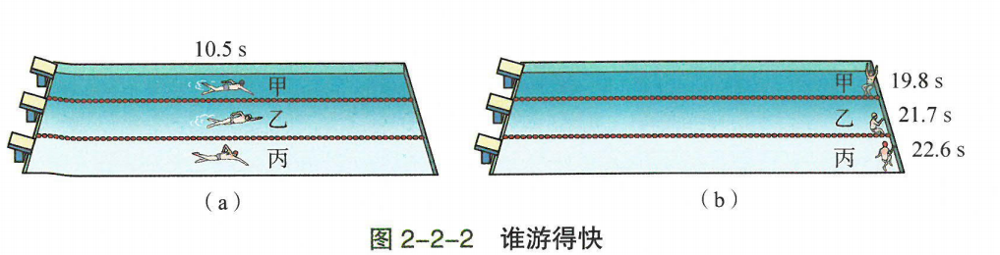 10.5 s
甲
乙
丙
(a)
甲 19.8 s
乙 21.7 s
丙 22.6 s
(b)
图 2-2-2 谁游得快